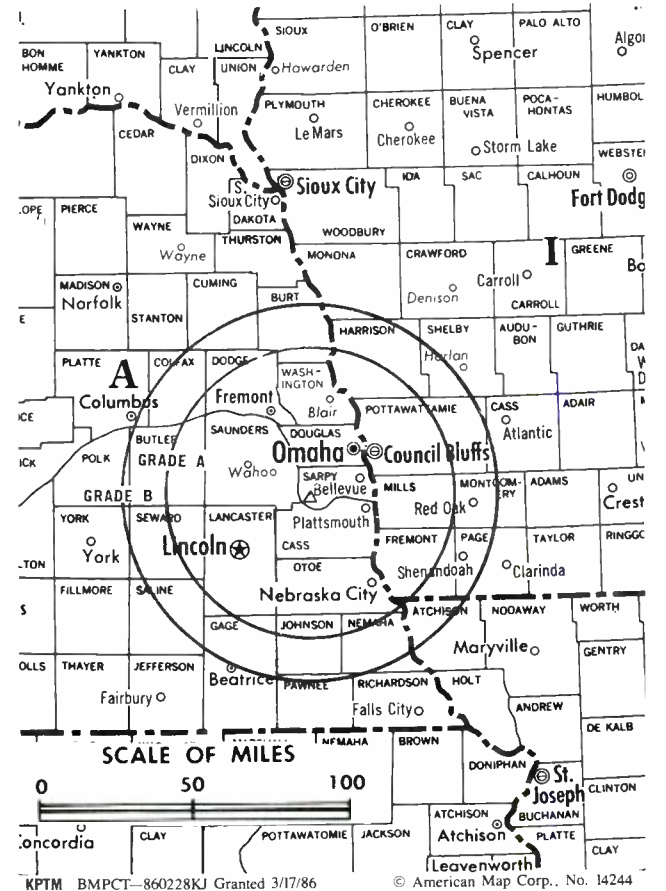 SIOUX
O'BRIEN
CLAY
PALO ALTO
Spencer
BON HOMME
YANKTON
CLAY
LINCOLN
UNION
Hawarden
Yankton
Vermillion
PLYMOUTH
Le Mars
CHEROKEE
Cherokee
BUENA VISTA
POCA-HONTAS
Storm Lake
CEDAR
DIXON
S. Sioux City
Sioux City
DAKOTA
IDA
SAC
CALHOUN
Fort Dodg
PIERCE
WAYNE
Wayne
THURSTON
WOODBURY
MONONA
CRAWFORD
Denison
Carroll
CARROLL
I
GREENE
MADISON
Norfolk
STANTON
CUMING
BURT
HARRISON
SHELBY
Harlan
AUDU-BON
GUTHRIE
PLATTE
COLFAX
DODGE
WASH-INGTON
Blair
A
Columbus
Fremont
POTTAWATTAMIE
CASS
Atlantic
ADAIR
BUTLER
SAUNDERS
DOUGLAS
Omaha
Council Bluffs
POLK
GRADE A
Wahoo
SARPY
Bellevue
MILLS
MONTGOM-ERY
ADAMS
UN
Crest
GRADE B
Red Oak
Plattsmouth
YORK
York
SEWARD
LANCASTER
Lincoln
CASS
FREMONT
PAGE
TAYLOR
RINGGO
OTOE
Shenandoah
Clarinda
FILLMORE
SALINE
Nebraska City
GAGE
JOHNSON
NEMAHA
ATCHISON
NODAWAY
WORTH
Maryville
GENTRY
OLLS
THAYER
JEFFERSON
Beatrice
PAWNEE
RICHARDSON
HOLT
Fairbury
Falls City
ANDREW
DE KALB
NEMAHA
BROWN
SCALE OF MILES
0 50 100
DONIPHAN
St. Joseph
CLINTON
ATCHISON
Atchison
BUCHANAN
PLATTE
oncordia
CLAY
POTTAWATOMIE
JACKSON
CLAY
Leavenworth
KPTM BMPCT—860228KJ Granted 3/17/86
© American Map Corp., No. 14244